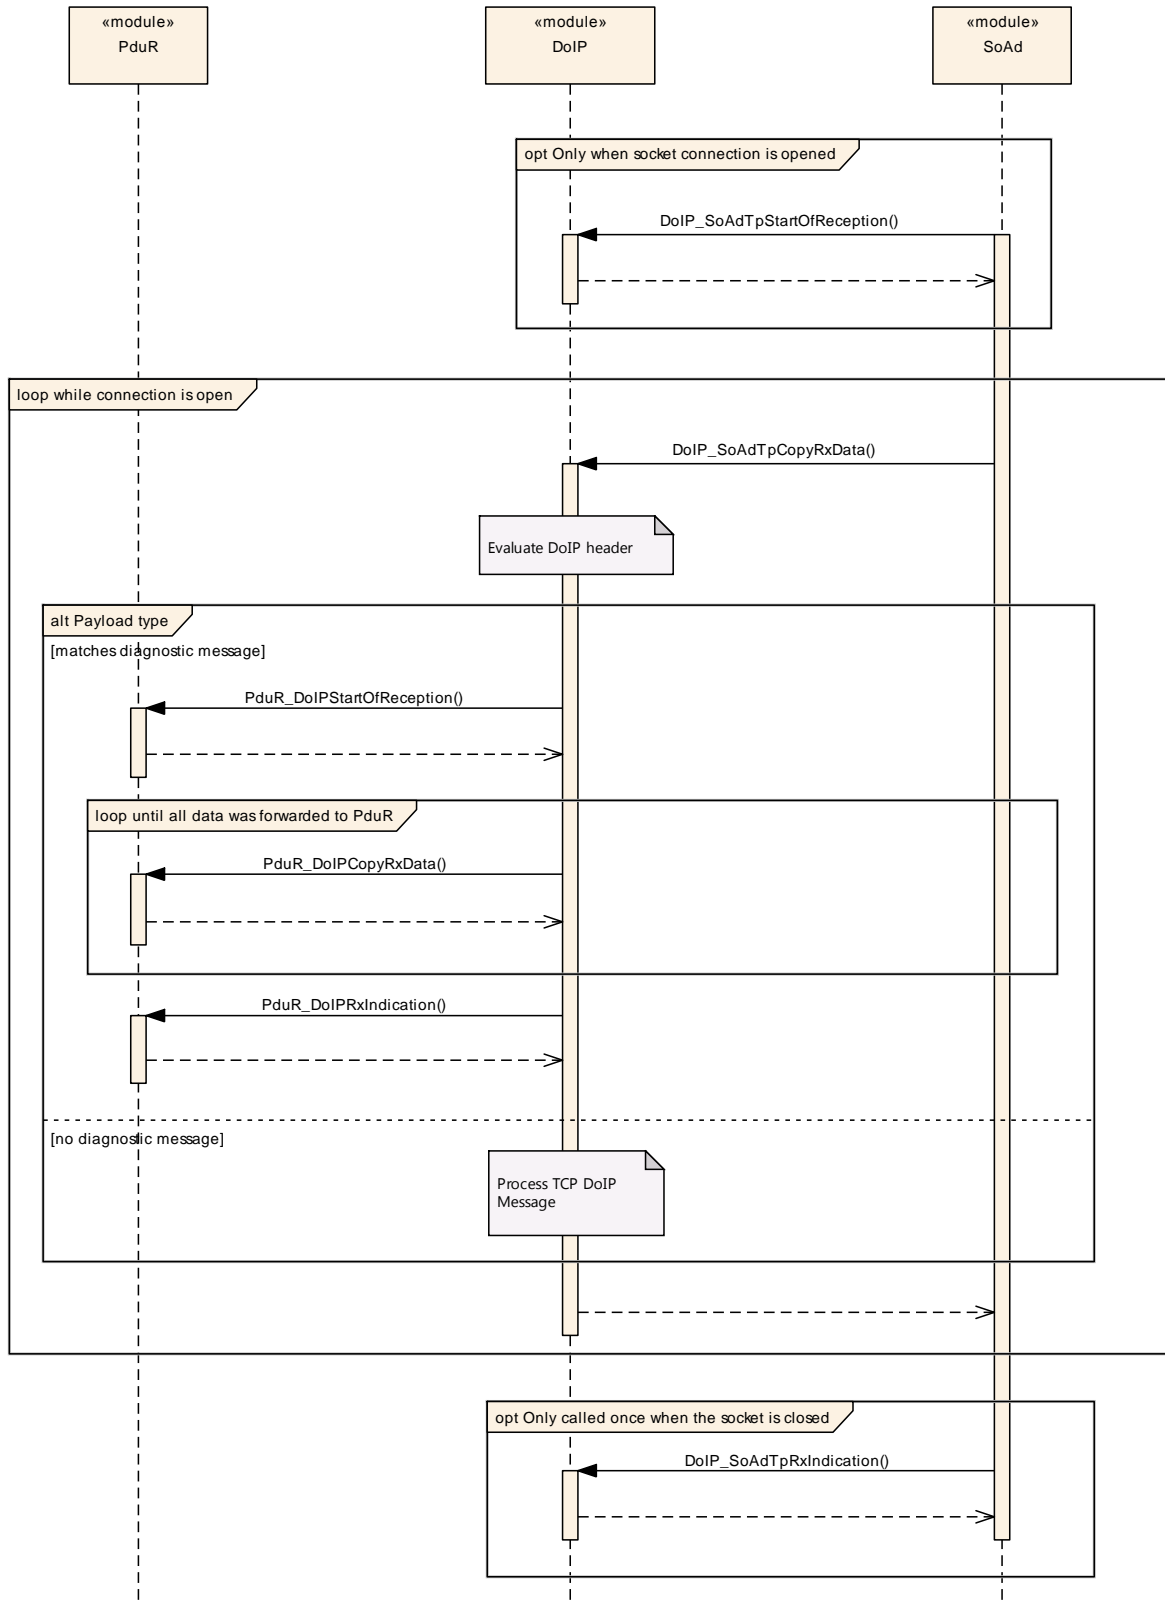 «module»
PduR
«module»
DoIP
«module»
SoAd
opt Only when socket connection is opened
DoIP_SoAdTpStartOfReception()
loop while connection is open
DoIP_SoAdTpCopyRxData()
Evaluate DoIP header
alt Payload type
[matches diagnostic message]
PduR_DoIPStartOfReception()
loop until all data was forwarded to PduR
PduR_DoIPCopyRxData()
PduR_DoIPRxIndication()
[no diagnostic message]
Process TCP DoIP
Message
opt Only called once when the socket is closed
DoIP_SoAdTpRxIndication()